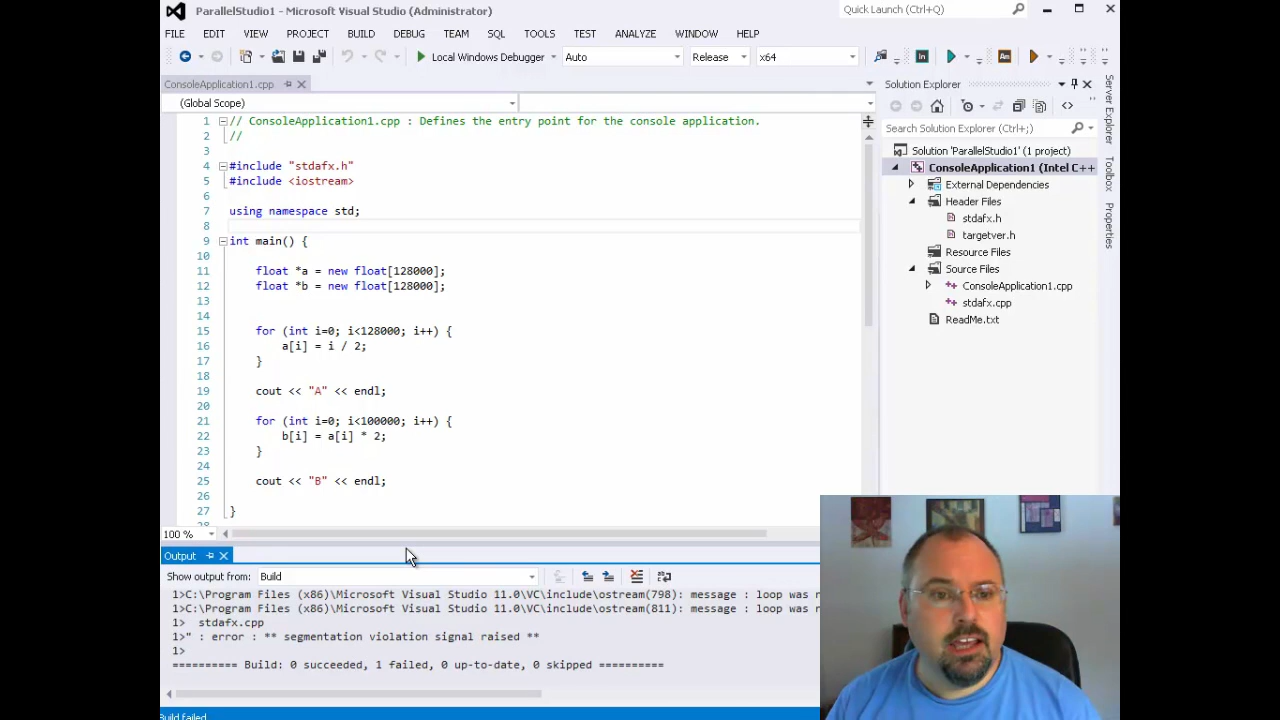 ParallelStudio1 - Microsoft Visual Studio (Administrator)
Quick Launch (Ctrl+Q)
FILE EDIT VIEW PROJECT BUILD DEBUG TEAM SQL TOOLS TEST ANALYZE WINDOW HELP
Local Windows Debugger Auto Release x64
ConsoleApplication1.cpp
(Global Scope)
1 // ConsoleApplication1.cpp : Defines the entry point for the console application.
2 //
3
4 #include "stdafx.h"
5 #include <iostream>
6
7 using namespace std;
8
9 int main() {
10
11 float *a = new float[128000];
12 float *b = new float[128000];
13
14
15 for (int i=0; i<128000; i++) {
16 a[i] = i / 2;
17 }
18
19 cout << "A" << endl;
20
21 for (int i=0; i<100000; i++) {
22 b[i] = a[i] * 2;
23 }
24
25 cout << "B" << endl;
26
27 }
28
100 %
Solution Explorer
Search Solution Explorer (Ctrl+;)
Solution 'ParallelStudio1' (1 project)
ConsoleApplication1 (Intel C++
External Dependencies
Header Files
stdafx.h
targetver.h
Resource Files
Source Files
ConsoleApplication1.cpp
stdafx.cpp
ReadMe.txt
Server Explorer
Toolbox
Properties
Output
Show output from: Build
1>C:\Program Files (x86)\Microsoft Visual Studio 11.0\VC\include\ostream(798): message : loop was n
1>C:\Program Files (x86)\Microsoft Visual Studio 11.0\VC\include\ostream(811): message : loop was n
1> stdafx.cpp
1>" : error : ** segmentation violation signal raised **
1>
========== Build: 0 succeeded, 1 failed, 0 up-to-date, 0 skipped ==========
Build failed